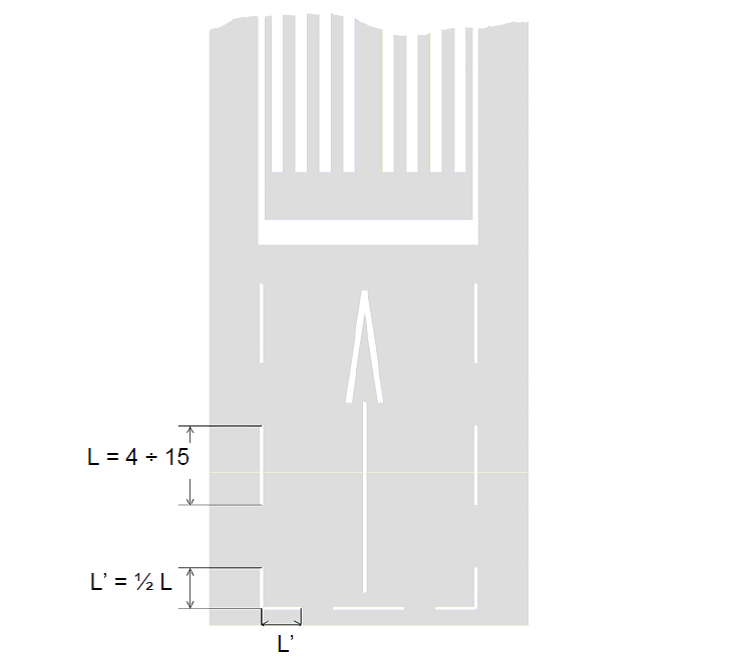 L = 4 ÷ 15
L’ = ½ L
L’